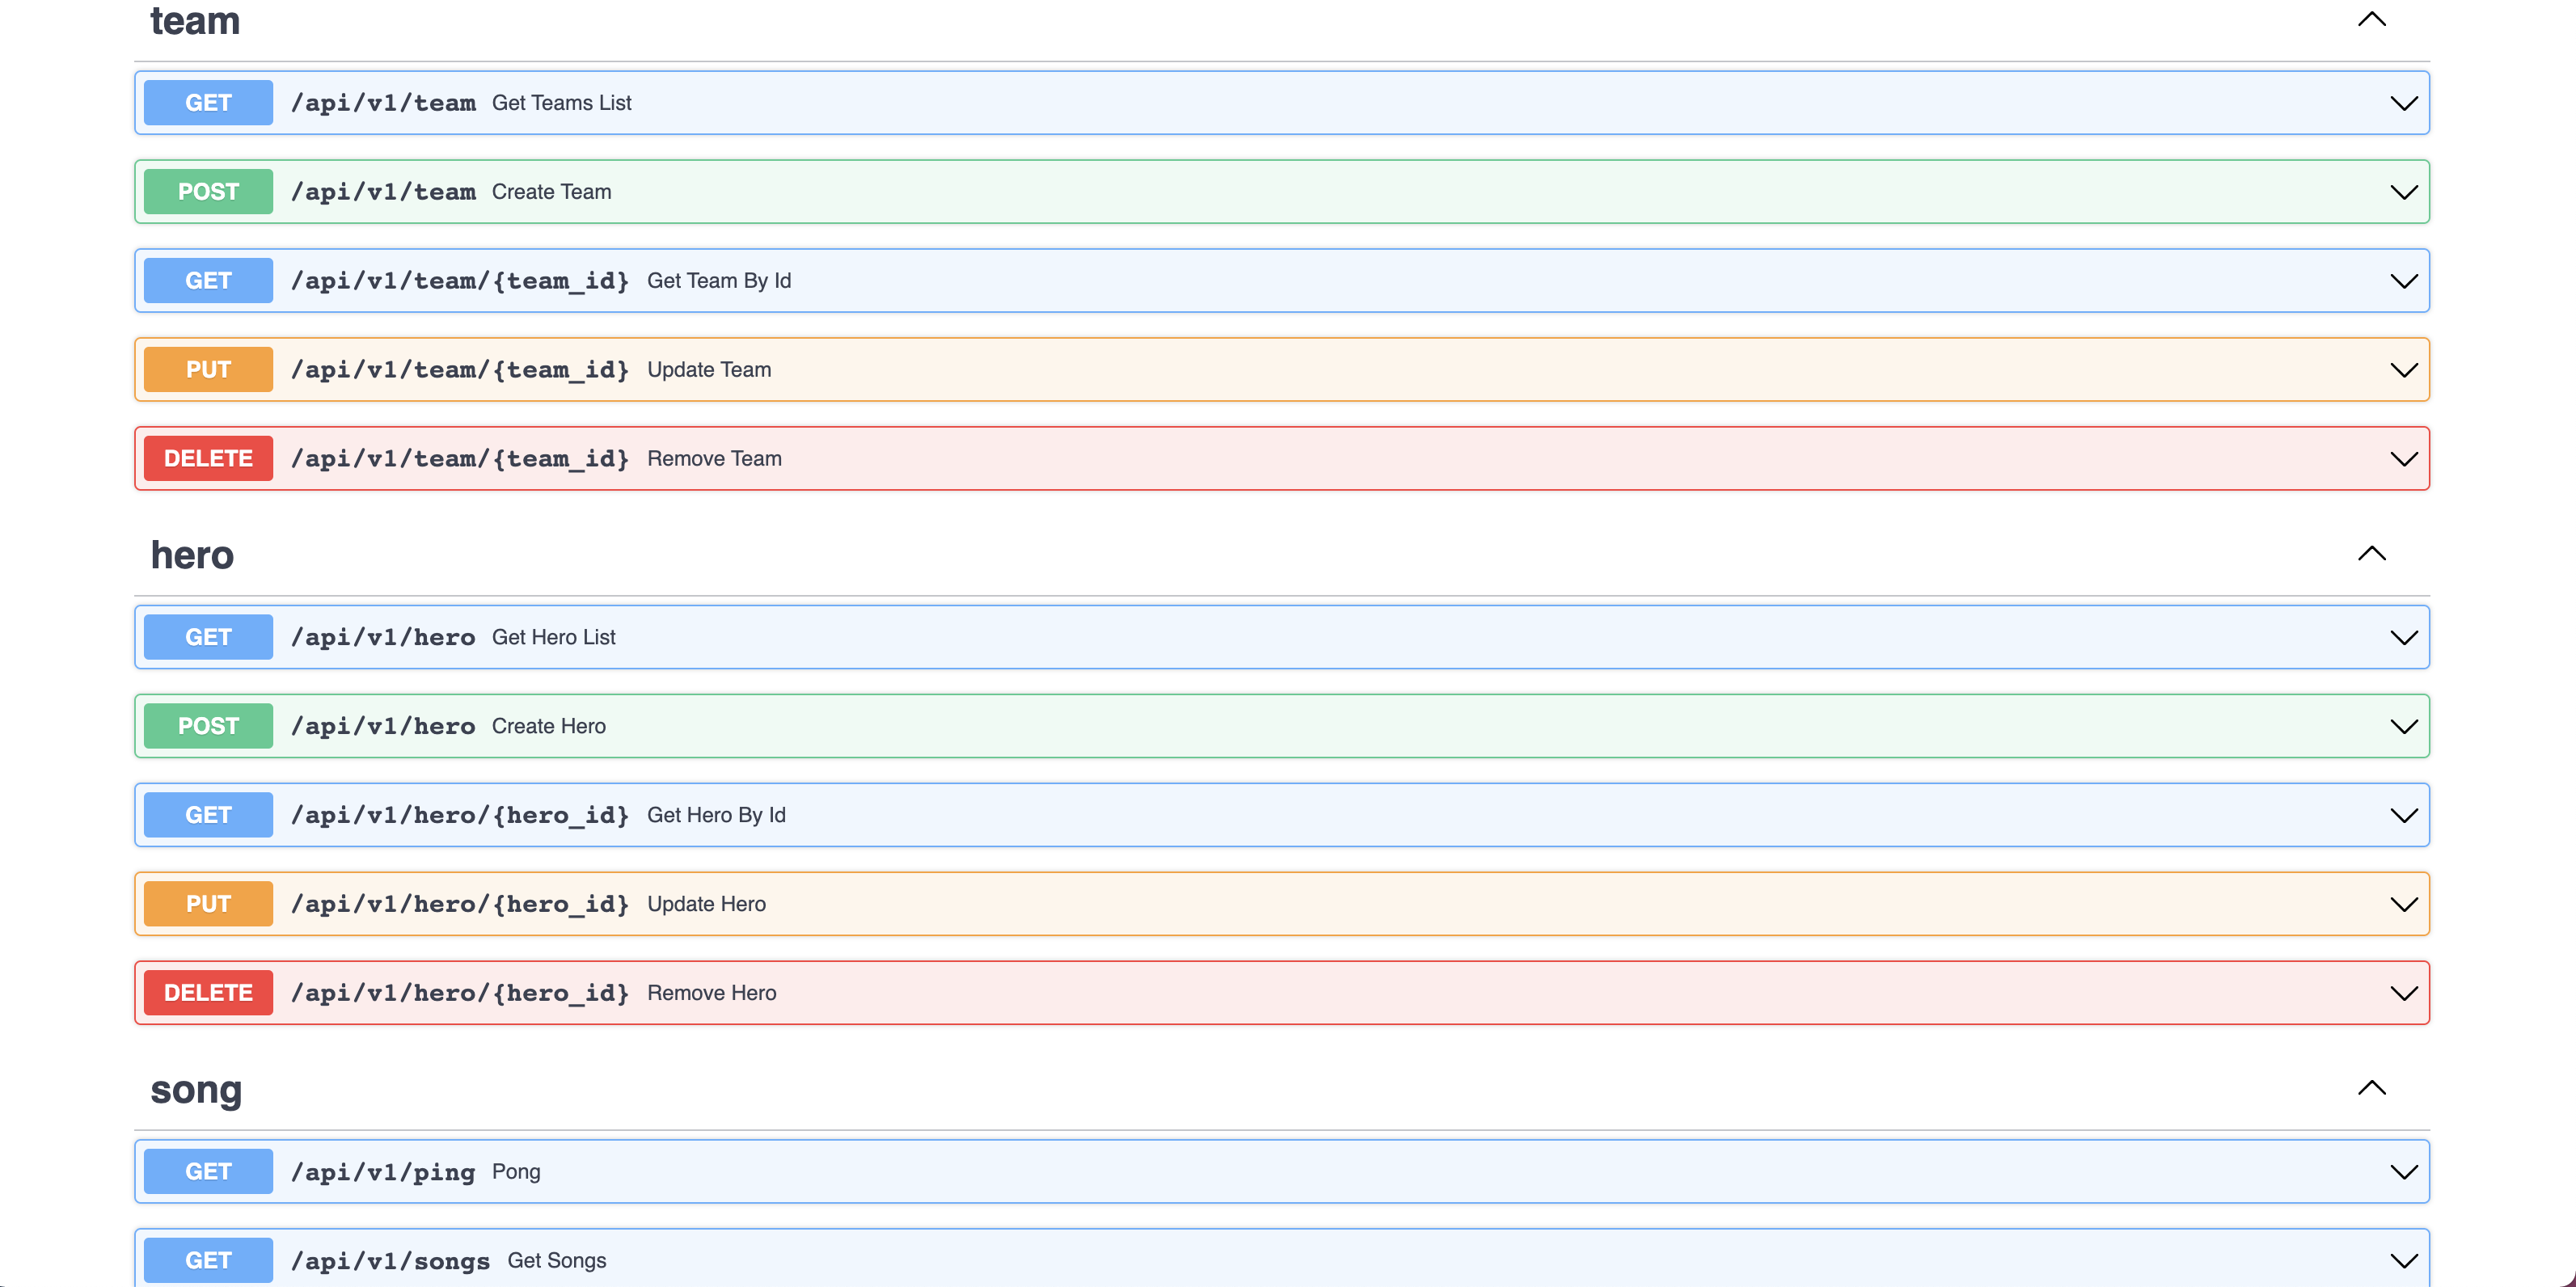 team
GET /api/v1/team Get Teams List
POST /api/v1/team Create Team
GET /api/v1/team/{team_id} Get Team By Id
PUT /api/v1/team/{team_id} Update Team
DELETE /api/v1/team/{team_id} Remove Team
hero
GET /api/v1/hero Get Hero List
POST /api/v1/hero Create Hero
GET /api/v1/hero/{hero_id} Get Hero By Id
PUT /api/v1/hero/{hero_id} Update Hero
DELETE /api/v1/hero/{hero_id} Remove Hero
song
GET /api/v1/ping Pong
GET /api/v1/songs Get Songs